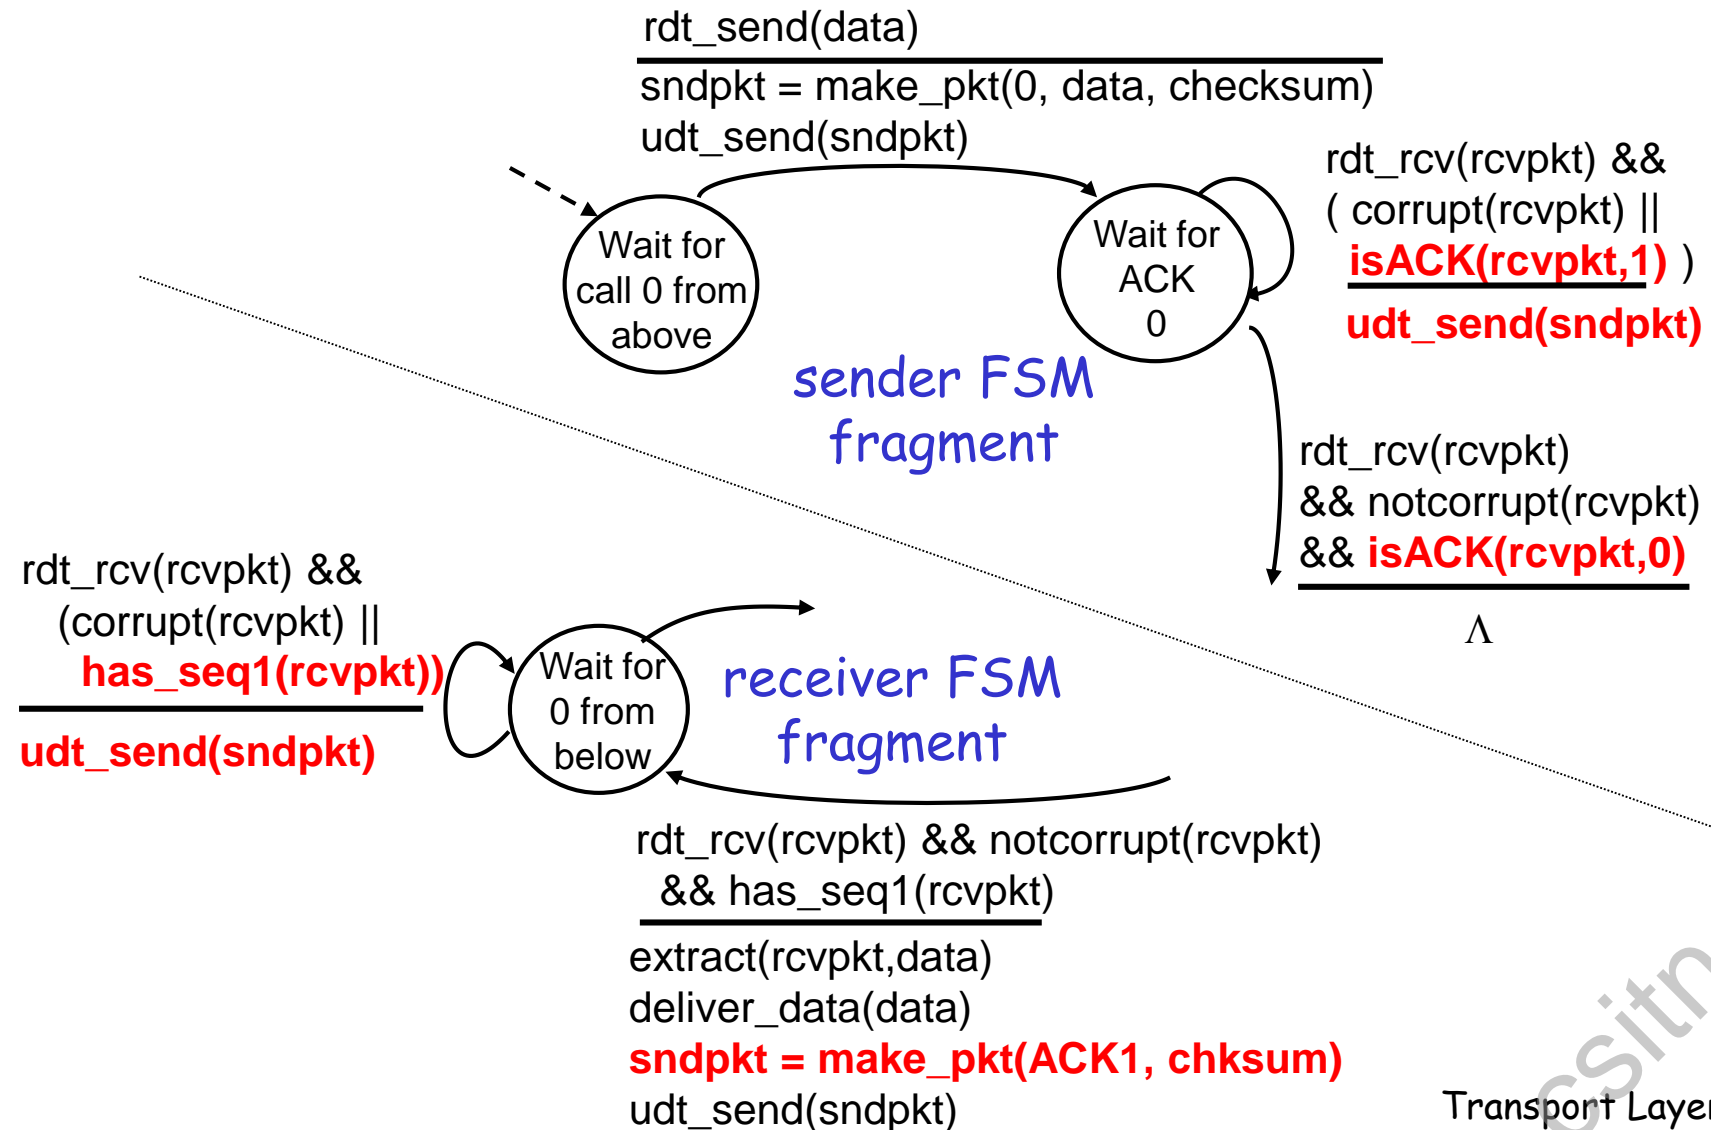 rdt_send(data)
sndpkt = make_pkt(0, data, checksum)
udt_send(sndpkt)
rdt_rcv(rcvpkt) &&
( corrupt(rcvpkt) ||
isACK(rcvpkt,1) )
udt_send(sndpkt)
Wait for
call 0 from
above
Wait for
ACK
0
sender FSM
fragment
rdt_rcv(rcvpkt)
&& notcorrupt(rcvpkt)
&& isACK(rcvpkt,0)
Λ
rdt_rcv(rcvpkt) &&
(corrupt(rcvpkt) ||
has_seq1(rcvpkt))
udt_send(sndpkt)
Wait for
0 from
below
receiver FSM
fragment
rdt_rcv(rcvpkt) && notcorrupt(rcvpkt)
&& has_seq1(rcvpkt)
extract(rcvpkt,data)
deliver_data(data)
sndpkt = make_pkt(ACK1, chksum)
udt_send(sndpkt)
Transport Layer
csitn